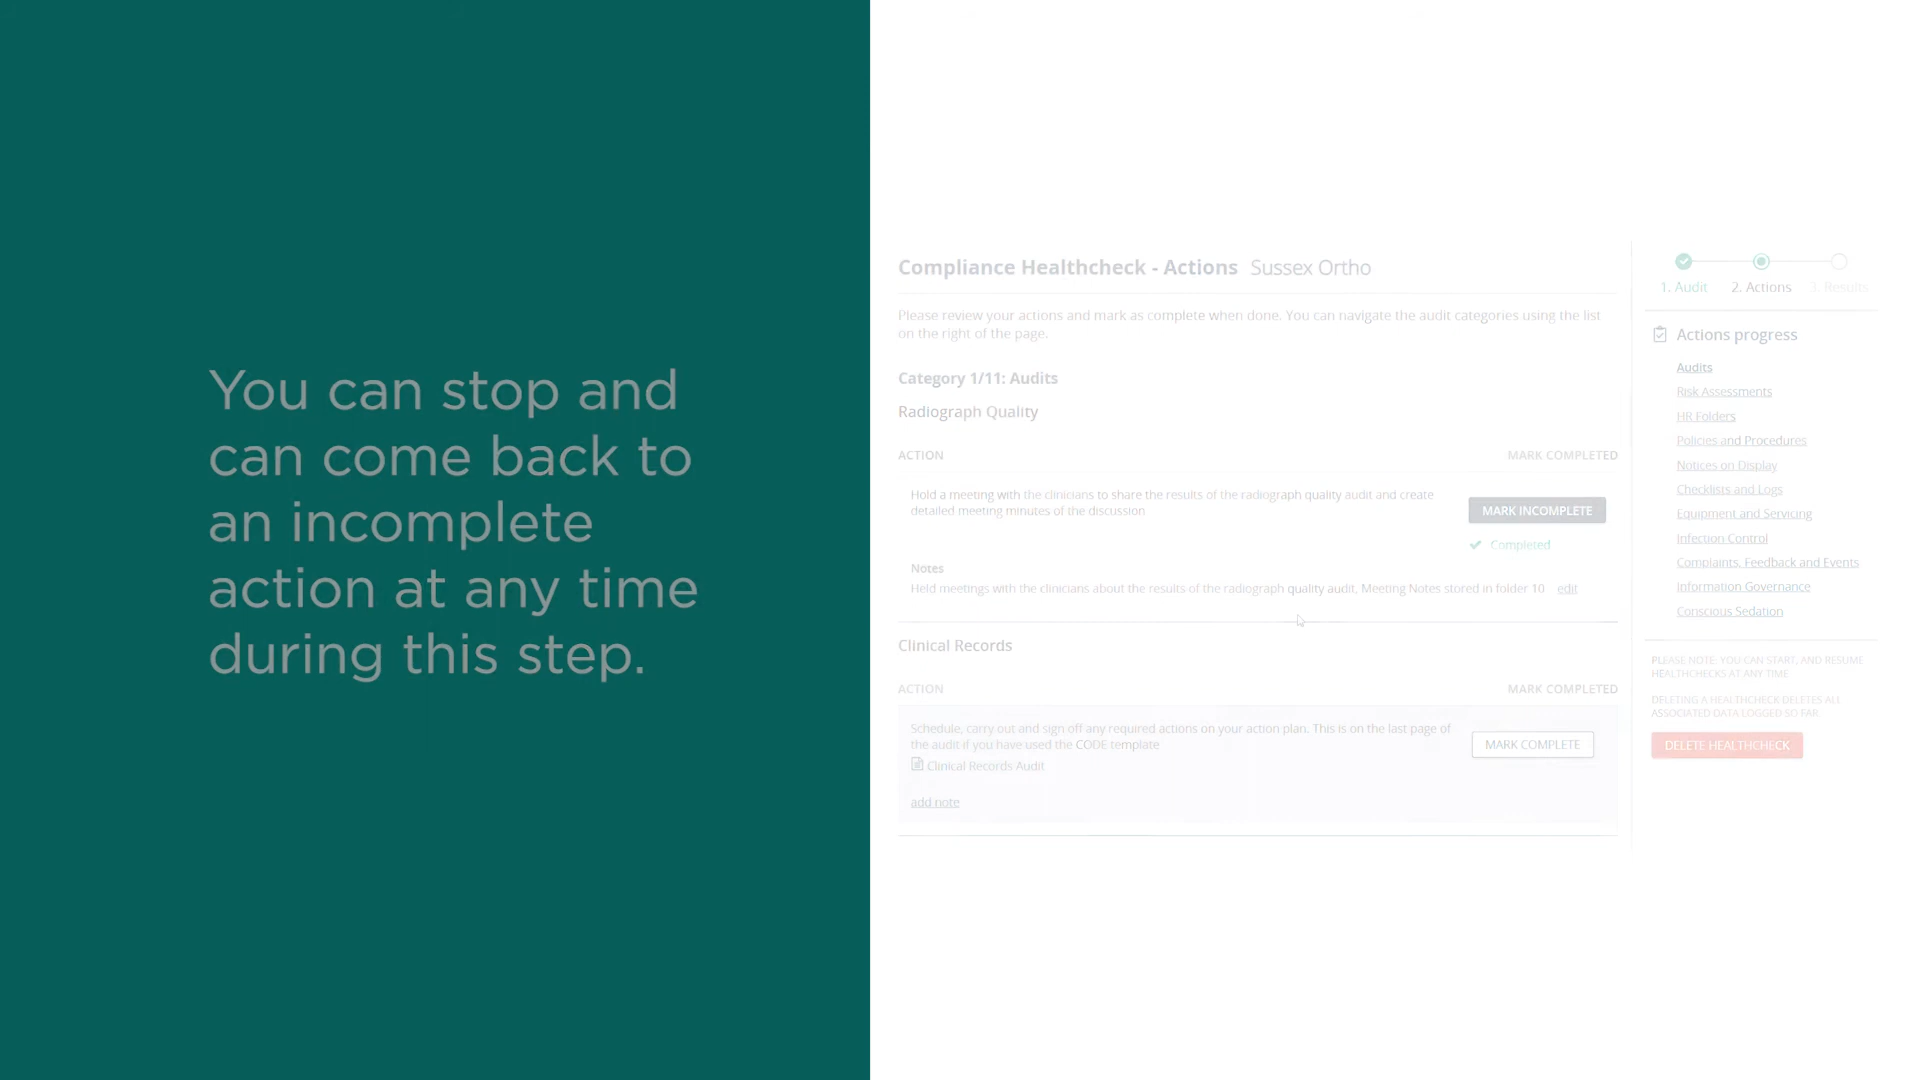 You can stop and
can come back to
an incomplete
action at any time
during this step.
Compliance Healthcheck - Actions Sussex Ortho
Please review your actions and mark as complete when done. You can navigate the audit categories using the list
on the right of the page.
Category 1/11: Audits
Radiograph Quality
ACTION MARK COMPLETED
Hold a meeting with the clinicians to share the results of the radiograph quality audit and create
detailed meeting minutes of the discussion
MARK INCOMPLETE
Completed
Notes
Held meetings with the clinicians about the results of the radiograph quality audit, Meeting Notes stored in folder 10 edit
Clinical Records
ACTION MARK COMPLETED
Schedule, carry out and sign off any required actions on your action plan. This is on the last page of
the audit if you have used the CODE template
MARK COMPLETE
Clinical Records Audit
add note
1. Audit 2. Actions 3. Results
Actions progress
Audits
Risk Assessments
HR Folders
Policies and Procedures
Notices on Display
Checklists and Logs
Equipment and Servicing
Infection Control
Complaints, Feedback and Events
Information Governance
Conscious Sedation
PLEASE NOTE: YOU CAN START, AND RESUME
HEALTHCHECKS AT ANY TIME
DELETING A HEALTHCHECK DELETES ALL
ASSOCIATED DATA LOGGED SO FAR.
DELETE HEALTHCHECK